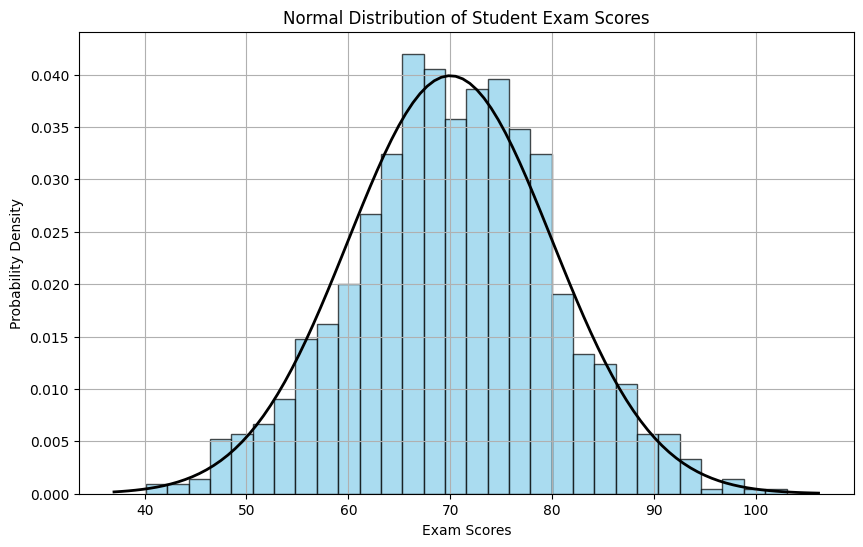 Normal Distribution of Student Exam Scores
Probability Density
0.040
0.035
0.030
0.025
0.020
0.015
0.010
0.005
0.000
40 50 60 70 80 90 100
Exam Scores